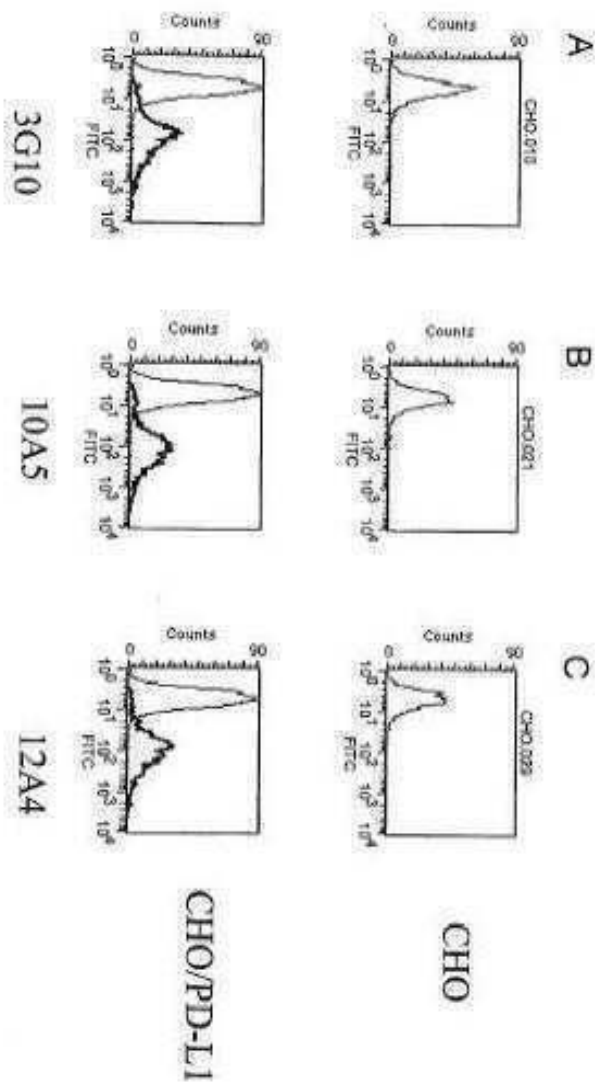 A B C
CHO.010 CHO.021 CHO.029
90 90 90
Counts Counts Counts
CHO
0 0 0
10⁰ 10¹ 10² 10³ 10⁴ 10⁰ 10¹ 10² 10³ 10⁴ 10⁰ 10¹ 10² 10³ 10⁴
FITC FITC FITC
90 90 90
Counts Counts Counts
CHO/PD-L1
0 0 0
10⁰ 10¹ 10² 10³ 10⁴ 10⁰ 10¹ 10² 10³ 10⁴ 10⁰ 10¹ 10² 10³ 10⁴
FITC FITC FITC
3G10 10A5 12A4